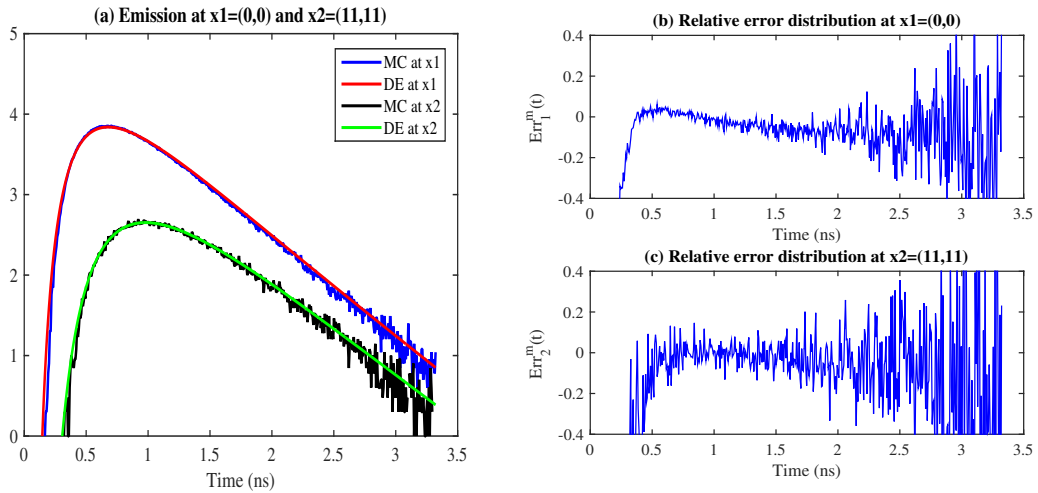 (a) Emission at x1=(0,0) and x2=(11,11)
5
4
3
2
1
0
0 0.5 1 1.5 2 2.5 3 3.5
Time (ns)
MC at x1
DE at x1
MC at x2
DE at x2
(b) Relative error distribution at x1=(0,0)
Err₁ᵐ(t)
0.4
0.2
0
-0.2
-0.4
0 0.5 1 1.5 2 2.5 3 3.5
Time (ns)
(c) Relative error distribution at x2=(11,11)
Err₂ᵐ(t)
0.4
0.2
0
-0.2
-0.4
0 0.5 1 1.5 2 2.5 3 3.5
Time (ns)